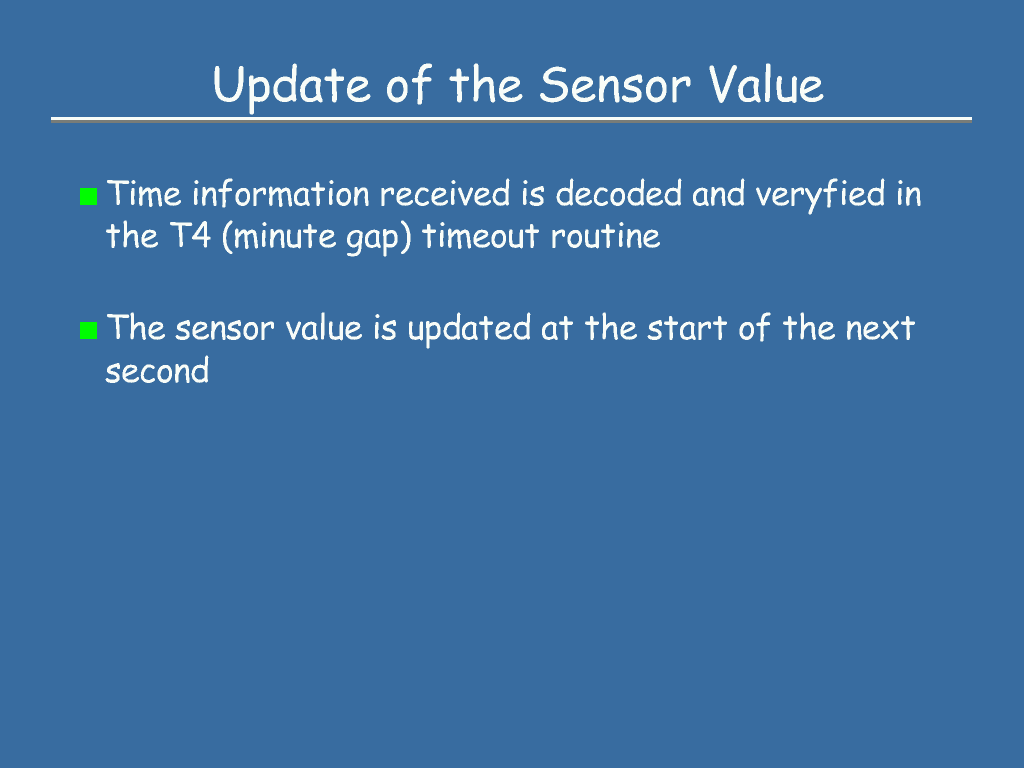 Update of the Sensor Value
Time information received is decoded and veryfied in
the T4 (minute gap) timeout routine
The sensor value is updated at the start of the next
second